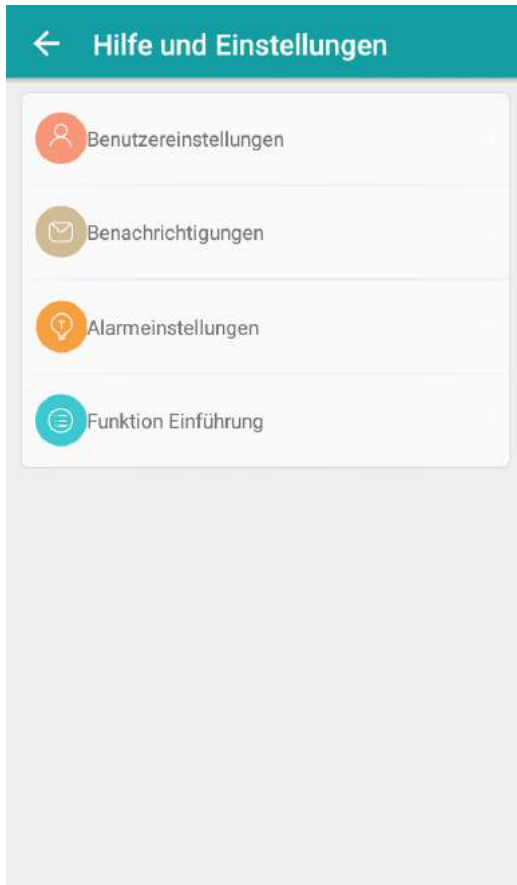 Hilfe und Einstellungen
Benutzereinstellungen
Benachrichtigungen
Alarmeinstellungen
Funktion Einführung